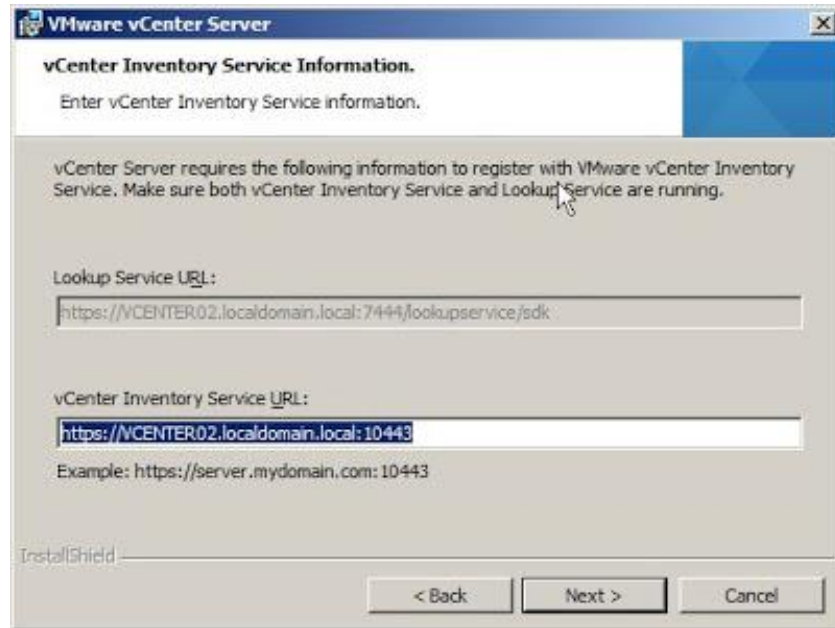 VMware vCenter Server
vCenter Inventory Service Information.
Enter vCenter Inventory Service information.
vCenter Server requires the following information to register with VMware vCenter Inventory
Service. Make sure both vCenter Inventory Service and Lookup Service are running.
Lookup Service URL:
https://VCENTER02.localdomain.local:7444/lookupservice/sdk
vCenter Inventory Service URL:
https://VCENTER02.localdomain.local:10443
Example: https://server.mydomain.com:10443
InstallShield
< Back Next > Cancel